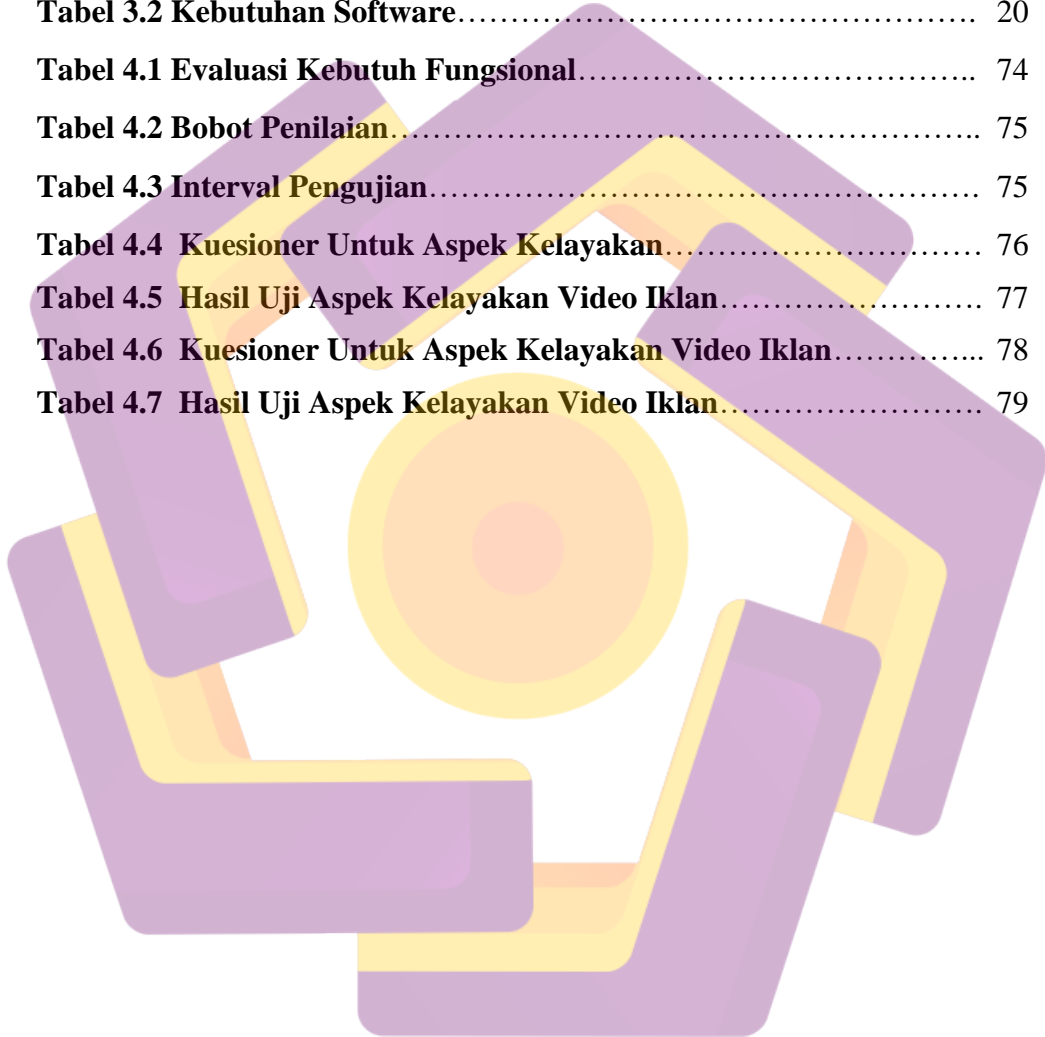 Tabel 3.2 Kebutuhan Software……………………………………………. 20
Tabel 4.1 Evaluasi Kebutuh Fungsional………………………………….. 74
Tabel 4.2 Bobot Penilaian…………………………………………………….. 75
Tabel 4.3 Interval Pengujian………………………………………………. 75
Tabel 4.4  Kuesioner Untuk Aspek Kelayakan…………………………… 76
Tabel 4.5  Hasil Uji Aspek Kelayakan Video Iklan……………………. 77
Tabel 4.6  Kuesioner Untuk Aspek Kelayakan Video Iklan…………... 78
Tabel 4.7  Hasil Uji Aspek Kelayakan Video Iklan……………………. 79